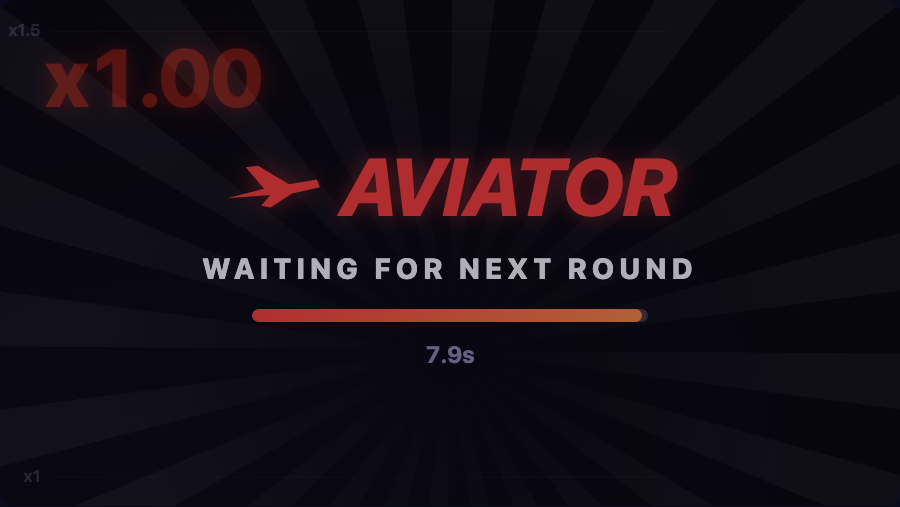 x1.5
x1.00
AVIATOR
WAITING FOR NEXT ROUND
7.9s
x1